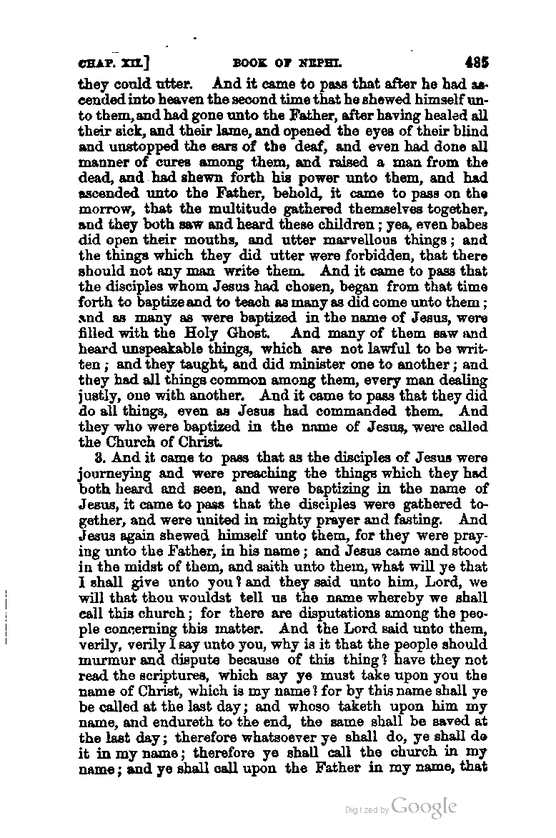 CHAP. XII.] BOOK OF NEPHI. 485
they could utter. And it came to pass that after he had as-
cended into heaven the second time that he shewed himself un-
to them, and had gone unto the Father, after having healed all
their sick, and their lame, and opened the eyes of their blind
and unstopped the ears of the deaf, and even had done all
manner of cures among them, and raised a man from the
dead, and had shewn forth his power unto them, and had
ascended unto the Father, behold, it came to pass on the
morrow, that the multitude gathered themselves together,
and they both saw and heard these children; yea, even babes
did open their mouths, and utter marvellous things; and
the things which they did utter were forbidden, that there
should not any man write them. And it came to pass that
the disciples whom Jesus had chosen, began from that time
forth to baptize and to teach as many as did come unto them;
and as many as were baptized in the name of Jesus, were
filled with the Holy Ghost. And many of them saw and
heard unspeakable things, which are not lawful to be writ-
ten; and they taught, and did minister one to another; and
they had all things common among them, every man dealing
justly, one with another. And it came to pass that they did
do all things, even as Jesus had commanded them. And
they who were baptized in the name of Jesus, were called
the Church of Christ.
3. And it came to pass that as the disciples of Jesus were
journeying and were preaching the things which they had
both heard and seen, and were baptizing in the name of
Jesus, it came to pass that the disciples were gathered to-
gether, and were united in mighty prayer and fasting. And
Jesus again shewed himself unto them, for they were pray-
ing unto the Father, in his name; and Jesus came and stood
in the midst of them, and saith unto them, what will ye that
I shall give unto you? and they said unto him, Lord, we
will that thou wouldst tell us the name whereby we shall
call this church; for there are disputations among the peo-
ple concerning this matter. And the Lord said unto them,
verily, verily I say unto you, why is it that the people should
murmur and dispute because of this thing? have they not
read the scriptures, which say ye must take upon you the
name of Christ, which is my name? for by this name shall ye
be called at the last day; and whoso taketh upon him my
name, and endureth to the end, the same shall be saved at
the last day; therefore whatsoever ye shall do, ye shall do
it in my name; therefore ye shall call the church in my
name; and ye shall call upon the Father in my name, that
Digitized by Google